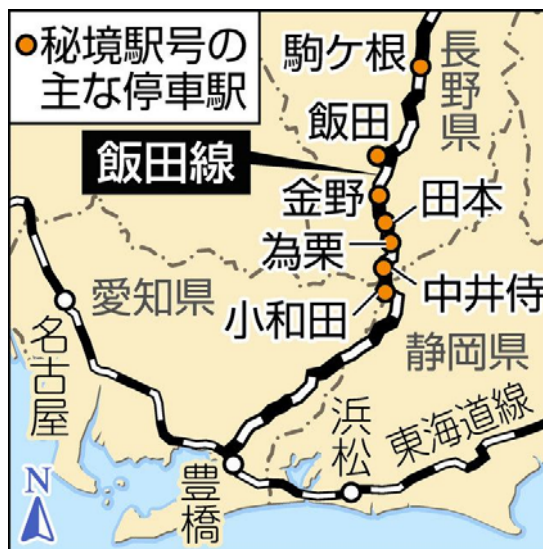 ●秘境駅号の
主な停車駅
駒ケ根
長野県
飯田
飯田線
金野
田本
為栗
中井侍
小和田
愛知県
静岡県
名古屋
浜松
東海道線
豊橋
N